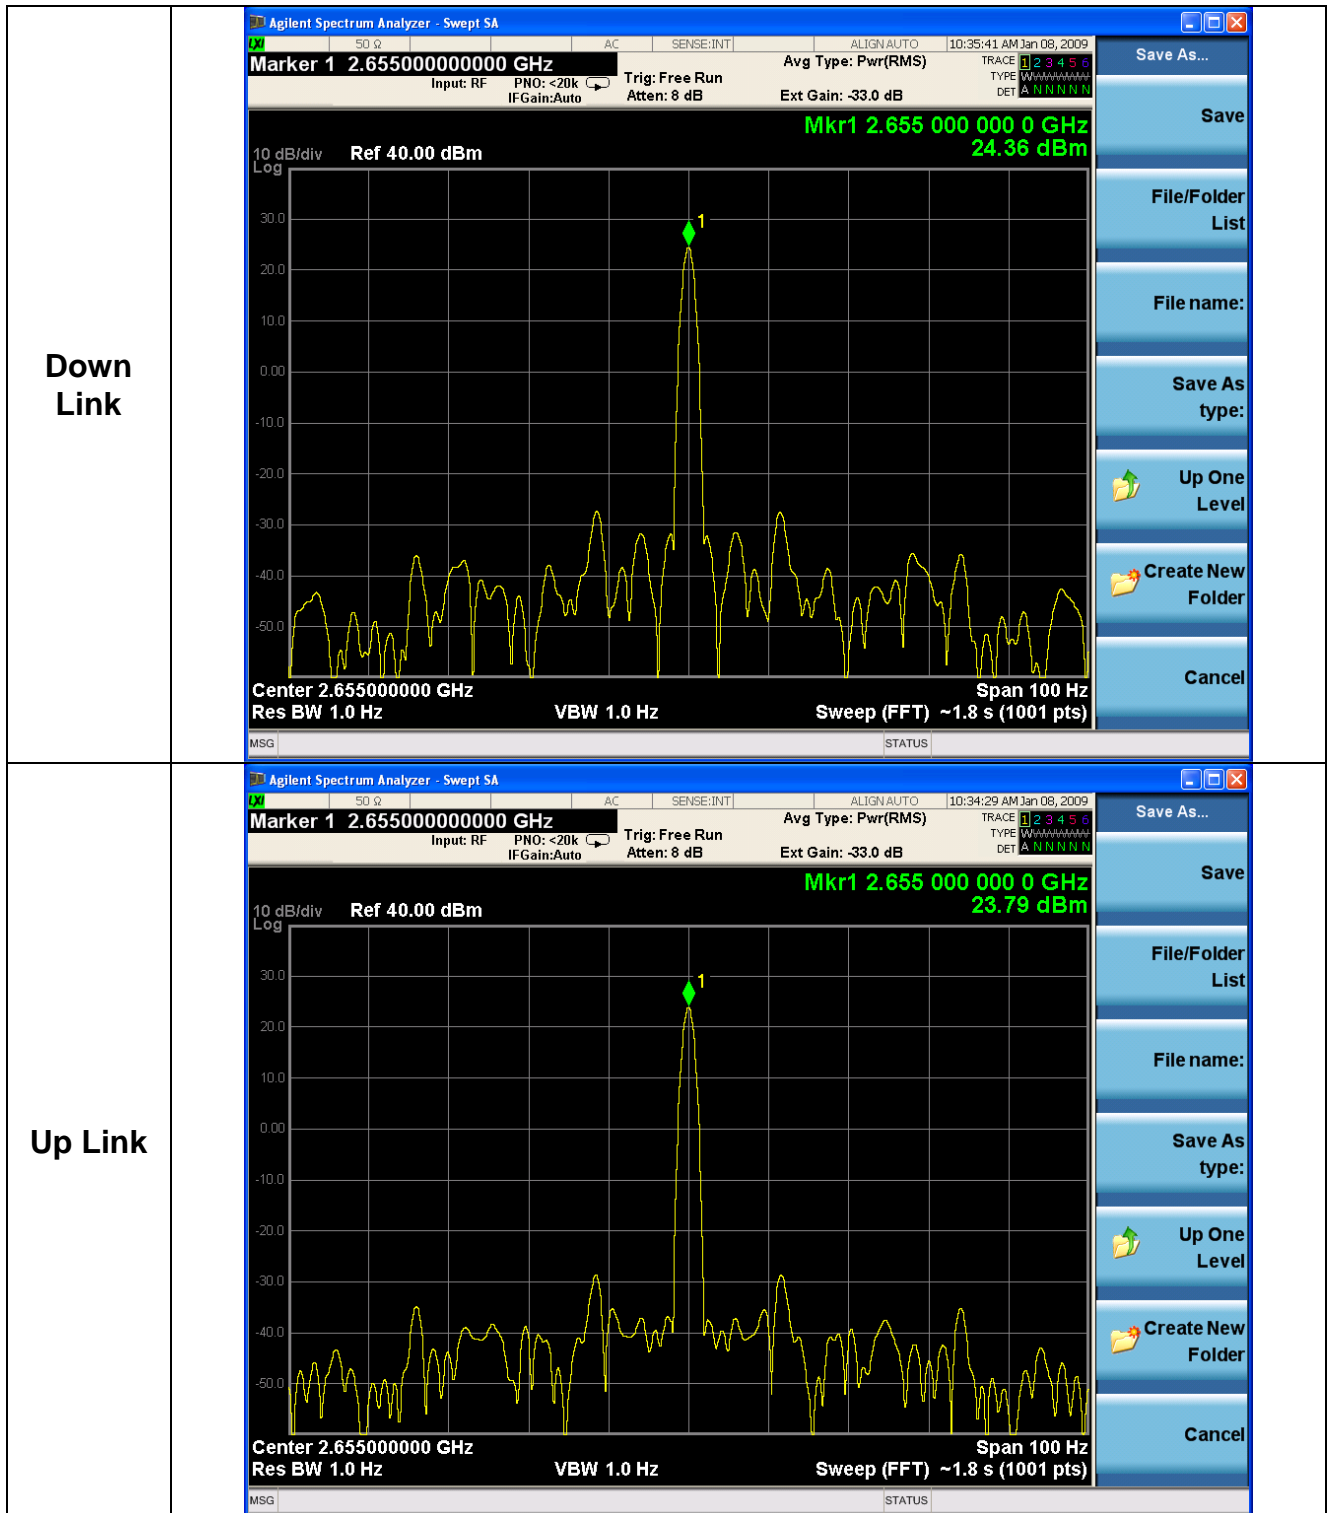 Down
Link
Agilent Spectrum Analyzer - Swept SA
LXI 50 Ω AC SENSE:INT ALIGN AUTO 10:35:41 AM Jan 08, 2009
Marker 1 2.655000000000 GHz
Avg Type: Pwr(RMS)
TRACE 1 2 3 4 5 6
TYPE
Input: RF PNO: <20k Trig: Free Run
DET A N N N N N
IFGain:Auto Atten: 8 dB Ext Gain: -33.0 dB
Mkr1 2.655 000 000 0 GHz
24.36 dBm
10 dB/div Ref 40.00 dBm
Log
30.0
1
20.0
10.0
0.00
-10.0
-20.0
-30.0
-40.0
-50.0
Center 2.655000000 GHz Span 100 Hz
Res BW 1.0 Hz VBW 1.0 Hz Sweep (FFT) ~1.8 s (1001 pts)
MSG STATUS
Save As...
Save
File/Folder
List
File name:
Save As
type:
Up One
Level
Create New
Folder
Cancel
Up Link
Agilent Spectrum Analyzer - Swept SA
LXI 50 Ω AC SENSE:INT ALIGN AUTO 10:34:29 AM Jan 08, 2009
Marker 1 2.655000000000 GHz
Avg Type: Pwr(RMS)
TRACE 1 2 3 4 5 6
TYPE
Input: RF PNO: <20k Trig: Free Run
DET A N N N N N
IFGain:Auto Atten: 8 dB Ext Gain: -33.0 dB
Mkr1 2.655 000 000 0 GHz
23.79 dBm
10 dB/div Ref 40.00 dBm
Log
30.0
1
20.0
10.0
0.00
-10.0
-20.0
-30.0
-40.0
-50.0
Center 2.655000000 GHz Span 100 Hz
Res BW 1.0 Hz VBW 1.0 Hz Sweep (FFT) ~1.8 s (1001 pts)
MSG STATUS
Save As...
Save
File/Folder
List
File name:
Save As
type:
Up One
Level
Create New
Folder
Cancel